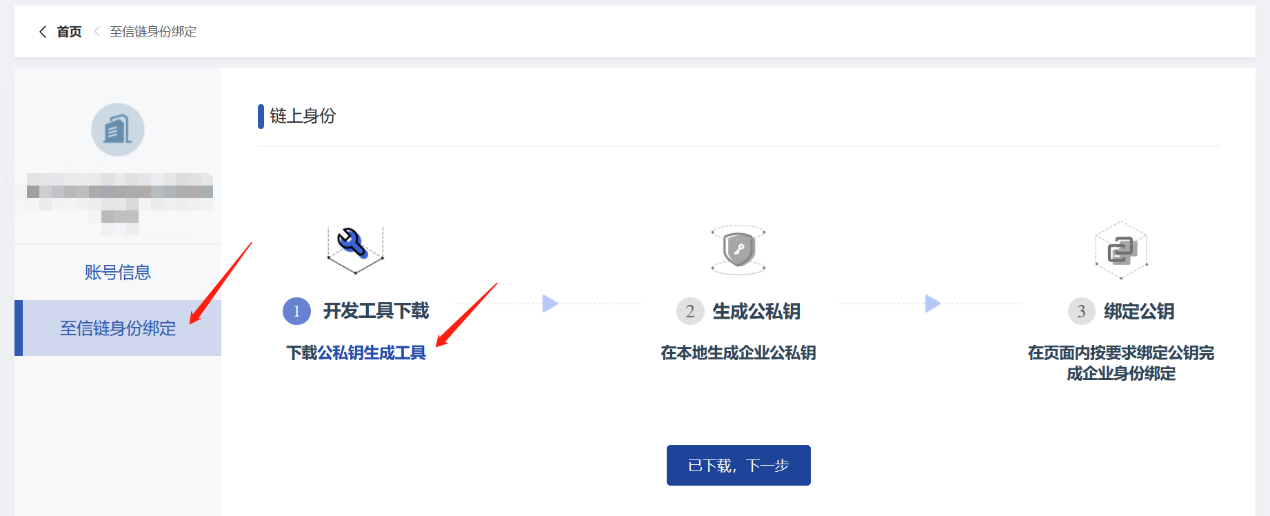 首页 至信链身份绑定
链上身份
账号信息
至信链身份绑定
1 开发工具下载
下载公私钥生成工具
2 生成公私钥
在本地生成企业公私钥
3 绑定公钥
在页面内按要求绑定公钥完
成企业身份绑定
已下载，下一步